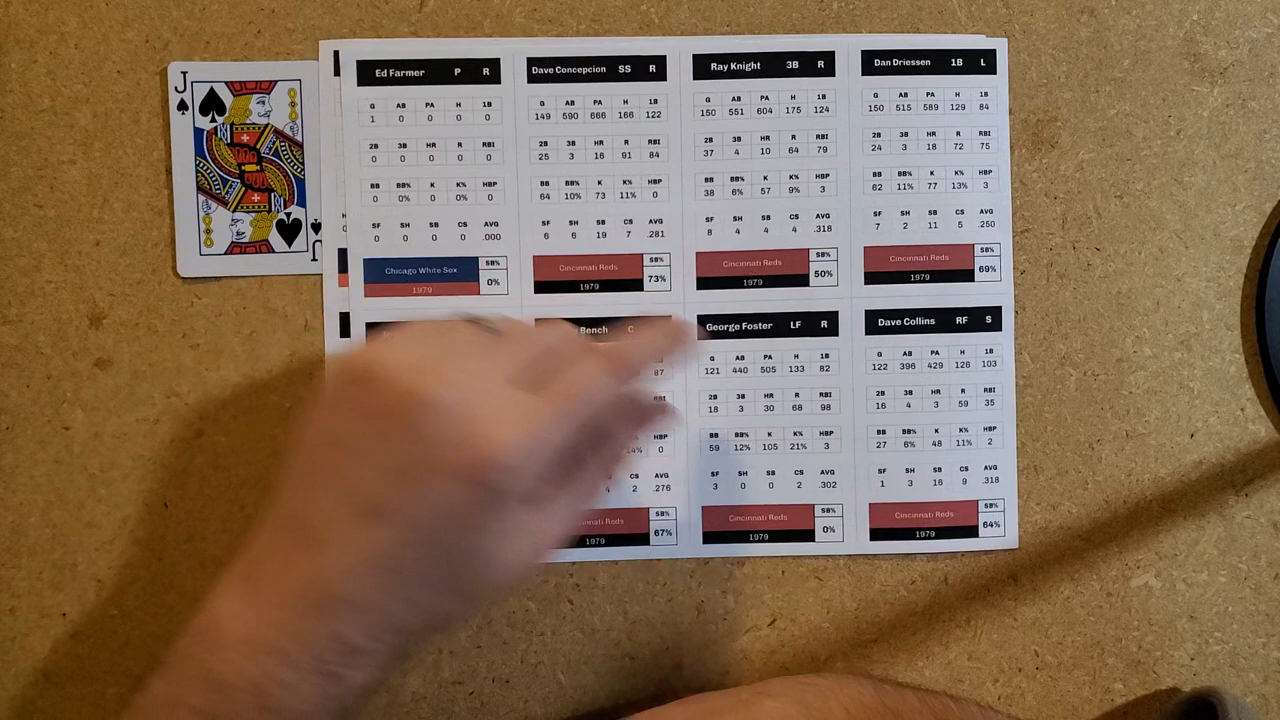 J
Ed Farmer P R
G AB PA H 1B
1 0 0 0 0
2B 3B HR R RBI
0 0 0 0 0
BB BB% K K% HBP
0 0% 0 0% 0
SF SH SB CS AVG
0 0 0 0 .000
Chicago White Sox SB%
1979 0%
Dave Concepcion SS R
G AB PA H 1B
149 590 666 166 122
2B 3B HR R RBI
25 3 16 91 84
BB BB% K K% HBP
64 10% 73 11% 0
SF SH SB CS AVG
6 6 19 7 .281
Cincinnati Reds SB%
1979 73%
Ray Knight 3B R
G AB PA H 1B
150 551 604 175 124
2B 3B HR R RBI
37 4 10 64 79
BB BB% K K% HBP
38 6% 57 9% 3
SF SH SB CS AVG
8 4 4 4 .318
Cincinnati Reds SB%
1979 50%
Dan Driessen 1B L
G AB PA H 1B
150 515 589 129 84
2B 3B HR R RBI
24 3 18 72 75
BB BB% K K% HBP
62 11% 77 13% 3
SF SH SB CS AVG
7 2 11 5 .250
Cincinnati Reds SB%
1979 69%
Bench C
87
HBP
14% 0
CS AVG
4 2 .276
Reds SB%
1979 67%
George Foster LF R
G AB PA H 1B
121 440 505 133 82
2B 3B HR R RBI
18 3 30 68 98
BB BB% K K% HBP
59 12% 105 21% 3
SF SH SB CS AVG
3 0 0 2 .302
Cincinnati Reds SB%
1979 0%
Dave Collins RF S
G AB PA H 1B
122 396 429 126 103
2B 3B HR R RBI
16 4 3 59 35
BB BB% K K% HBP
27 6% 48 11% 2
SF SH SB CS AVG
1 3 16 9 .318
Cincinnati Reds SB%
1979 64%